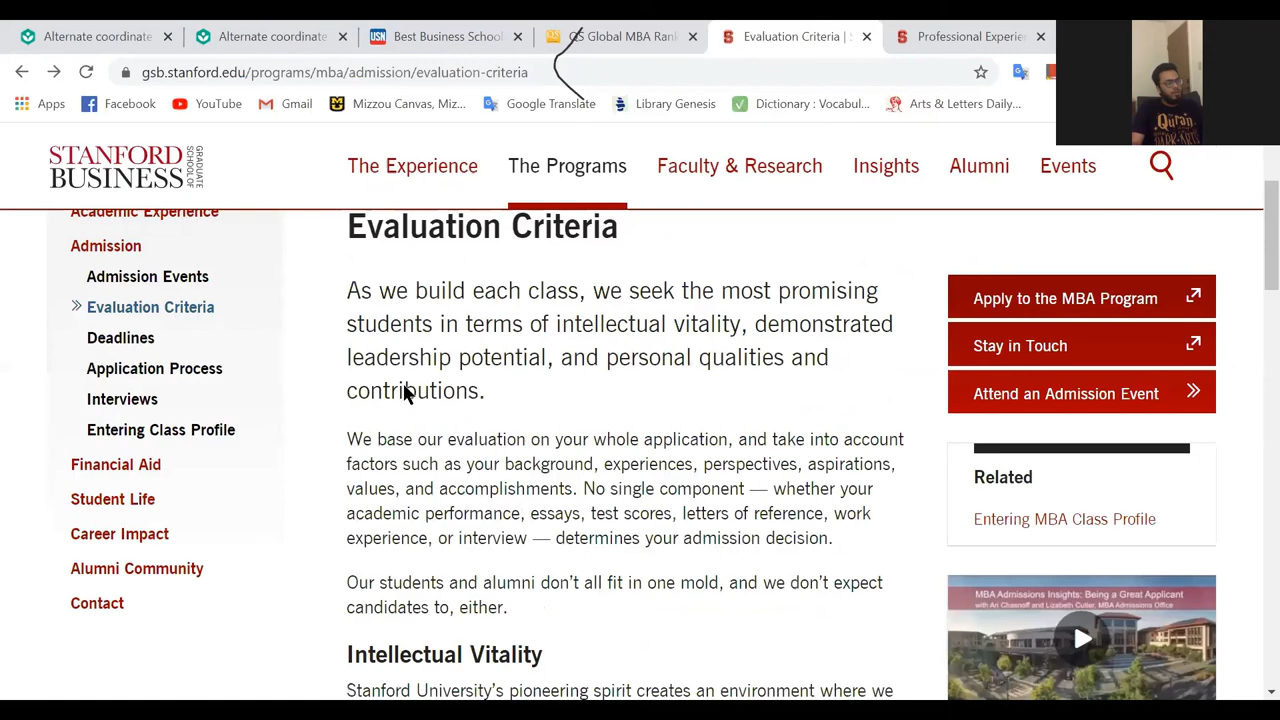 Alternate coordinate
Alternate coordinate
USN Best Business School
QS QS Global MBA Rank
S Evaluation Criteria | S
S Professional Experie
gsb.stanford.edu/programs/mba/admission/evaluation-criteria
Apps
Facebook
YouTube
Gmail
Mizzou Canvas, Miz...
Google Translate
Library Genesis
Dictionary : Vocabul...
Arts & Letters Daily...
Qur'an
STANFORD
BUSINESS
GRADUATE
SCHOOL OF
The Experience
The Programs
Faculty & Research
Insights
Alumni
Events
Academic Experience
Admission
Admission Events
Evaluation Criteria
Deadlines
Application Process
Interviews
Entering Class Profile
Financial Aid
Student Life
Career Impact
Alumni Community
Contact
Evaluation Criteria
As we build each class, we seek the most promising
students in terms of intellectual vitality, demonstrated
leadership potential, and personal qualities and
contributions.
We base our evaluation on your whole application, and take into account
factors such as your background, experiences, perspectives, aspirations,
values, and accomplishments. No single component — whether your
academic performance, essays, test scores, letters of reference, work
experience, or interview — determines your admission decision.
Our students and alumni don't all fit in one mold, and we don't expect
candidates to, either.
Intellectual Vitality
Stanford University's pioneering spirit creates an environment where we
Apply to the MBA Program
Stay in Touch
Attend an Admission Event
Related
Entering MBA Class Profile
MBA Admissions Insights: Being a Great Applicant